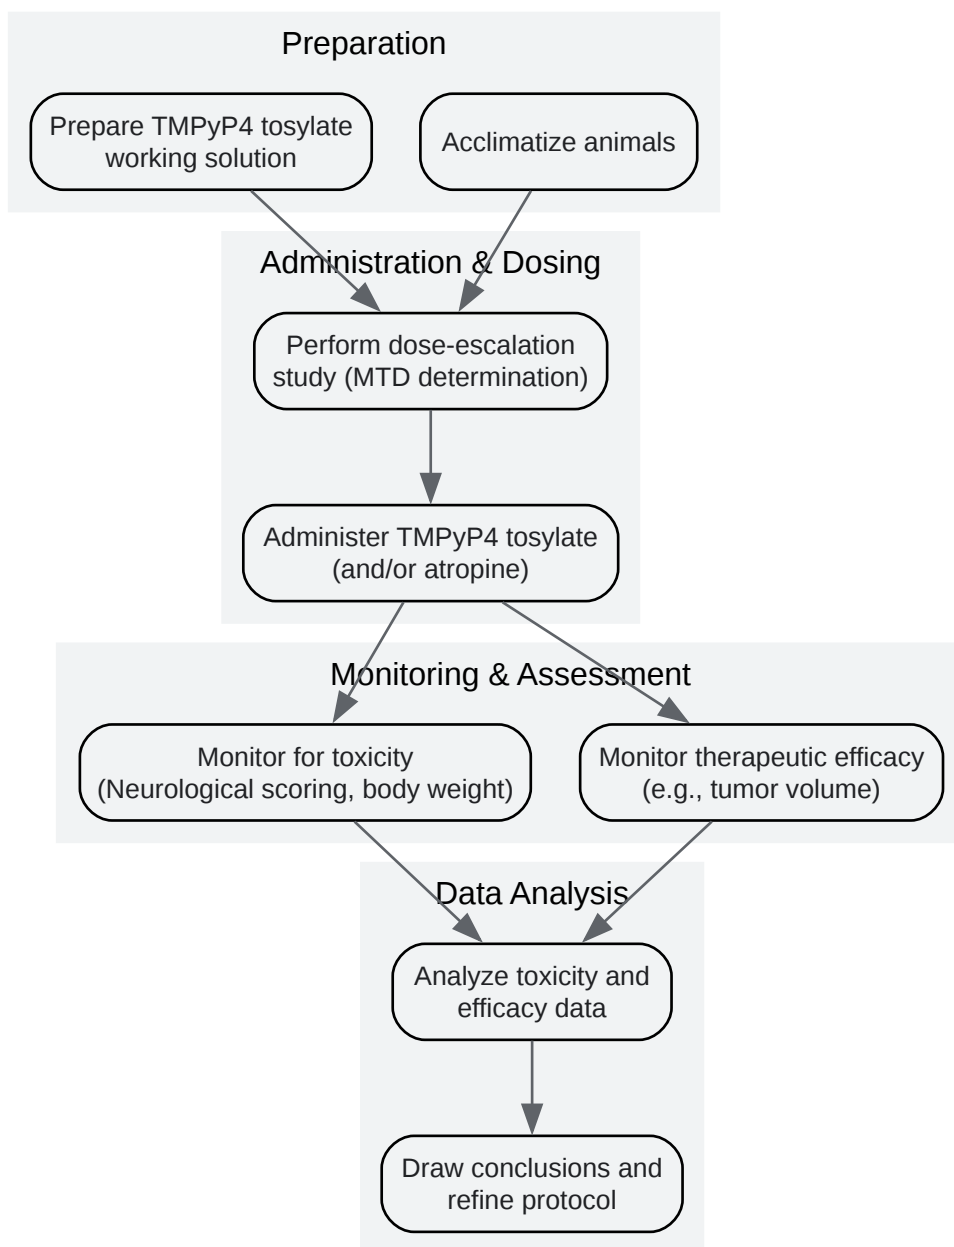 Preparation
Prepare TMPyP4 tosylate
working solution
Acclimatize animals
Administration & Dosing
Perform dose-escalation
study (MTD determination)
Administer TMPyP4 tosylate
(and/or atropine)
Monitoring & Assessment
Monitor for toxicity
(Neurological scoring, body weight)
Monitor therapeutic efficacy
(e.g., tumor volume)
Data Analysis
Analyze toxicity and
efficacy data
Draw conclusions and
refine protocol